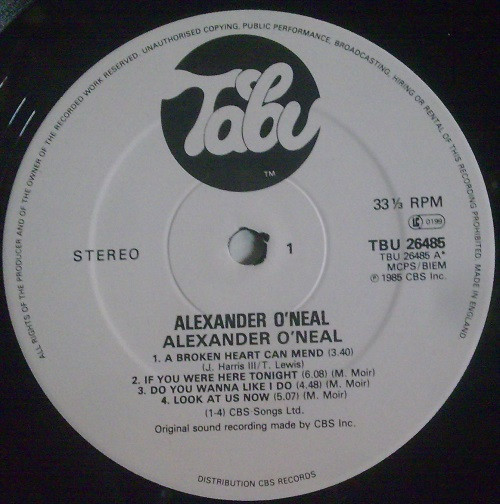 ALL RIGHTS OF THE PRODUCER AND OF THE OWNER OF THE RECORDED WORK RESERVED. UNAUTHORISED COPYING, PUBLIC PERFORMANCE, BROADCASTING, HIRING OR RENTAL OF THIS RECORDING PROHIBITED. MADE IN ENGLAND.
Tabu
TM
33 ⅓ RPM
LC 0199
STEREO
1
TBU 26485
TBU 26485 A*
MCPS/BIEM
℗ 1985 CBS Inc.
ALEXANDER O'NEAL
ALEXANDER O'NEAL
1. A BROKEN HEART CAN MEND (3.40)
(J. Harris III/T. Lewis)
2. IF YOU WERE HERE TONIGHT (6.08) (M. Moir)
3. DO YOU WANNA LIKE I DO (4.48) (M. Moir)
4. LOOK AT US NOW (5.07) (M. Moir)
(1-4) CBS Songs Ltd.
Original sound recording made by CBS Inc.
DISTRIBUTION CBS RECORDS